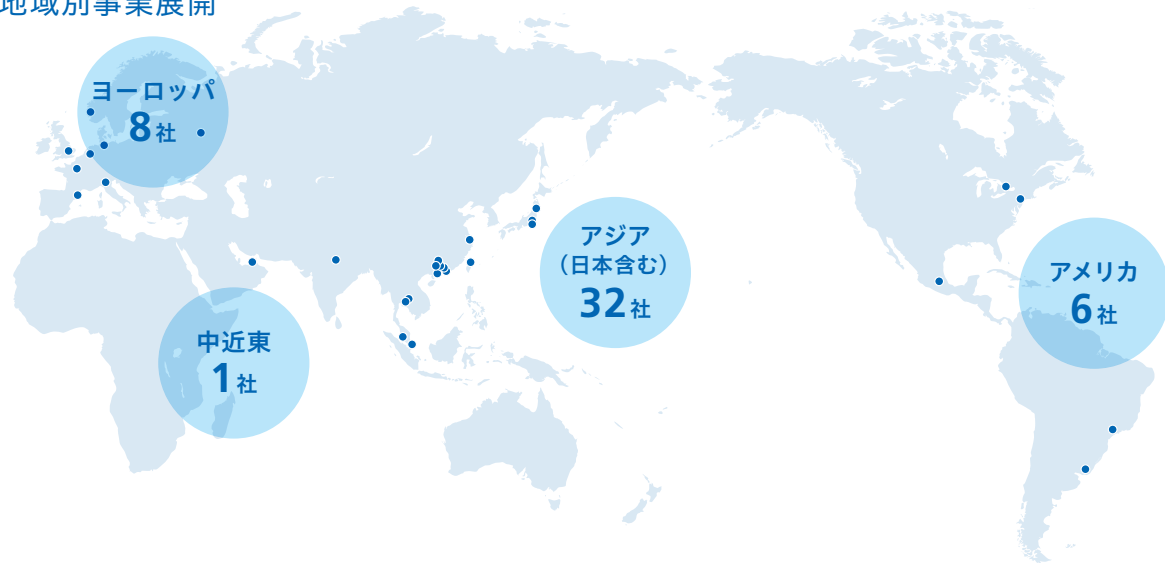 地域別事業展開
ヨーロッパ
8社
アジア
（日本含む）
32社
アメリカ
6社
中近東
1社